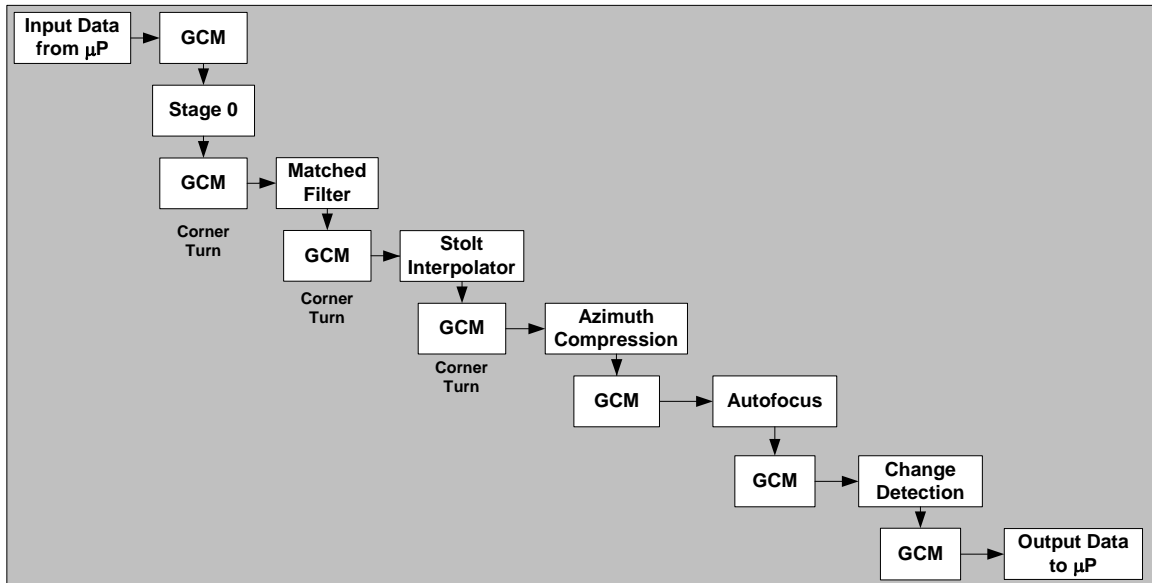 Input Data
from µP
GCM
Stage 0
GCM
Matched
Filter
Corner
Turn
GCM
Stolt
Interpolator
Corner
Turn
GCM
Azimuth
Compression
Corner
Turn
GCM
Autofocus
GCM
Change
Detection
GCM
Output Data
to µP